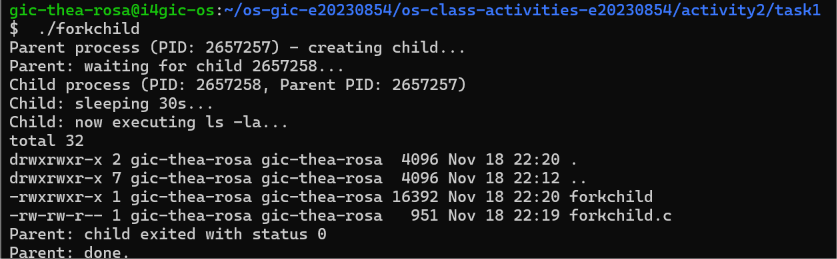 gic-thea-rosa@i4gic-os:~/os-gic-e20230854/os-class-activities-e20230854/activity2/task1
$  ./forkchild
Parent process (PID: 2657257) - creating child...
Parent: waiting for child 2657258...
Child process (PID: 2657258, Parent PID: 2657257)
Child: sleeping 30s...
Child: now executing ls -la...
total 32
drwxrwxr-x 2 gic-thea-rosa gic-thea-rosa  4096 Nov 18 22:20 .
drwxrwxr-x 7 gic-thea-rosa gic-thea-rosa  4096 Nov 18 22:12 ..
-rwxrwxr-x 1 gic-thea-rosa gic-thea-rosa 16392 Nov 18 22:20 forkchild
-rw-rw-r-- 1 gic-thea-rosa gic-thea-rosa   951 Nov 18 22:19 forkchild.c
Parent: child exited with status 0
Parent: done.